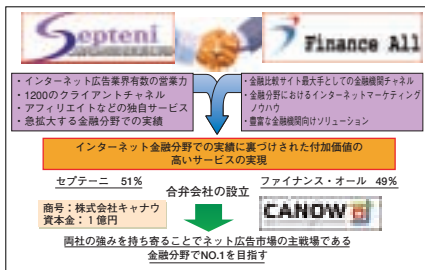 Septeni
Finance All
・インターネット広告業界有数の営業力
・1200のクライアントチャネル
・アフィリエイトなどの独自サービス
・急拡大する金融分野での実績
・金融比較サイト最大手としての金融機関チャネル
・金融分野におけるインターネットマーケティング
ノウハウ
・豊富な金融機関向けソリューション
インターネット金融分野での実績に裏づけされた付加価値の
高いサービスの実現
セプテーニ 51%
ファイナンス・オール 49%
合弁会社の設立
商号：株式会社キャナウ
資本金：１億円
CANOW
両社の強みを持ち寄ることでネット広告市場の主戦場である
金融分野でNO.1を目指す